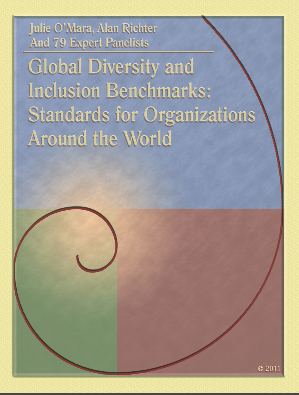 Julie O'Mara, Alan Richter
And 79 Expert Panelists
Global Diversity and
Inclusion Benchmarks:
Standards for Organizations
Around the World
© 2011